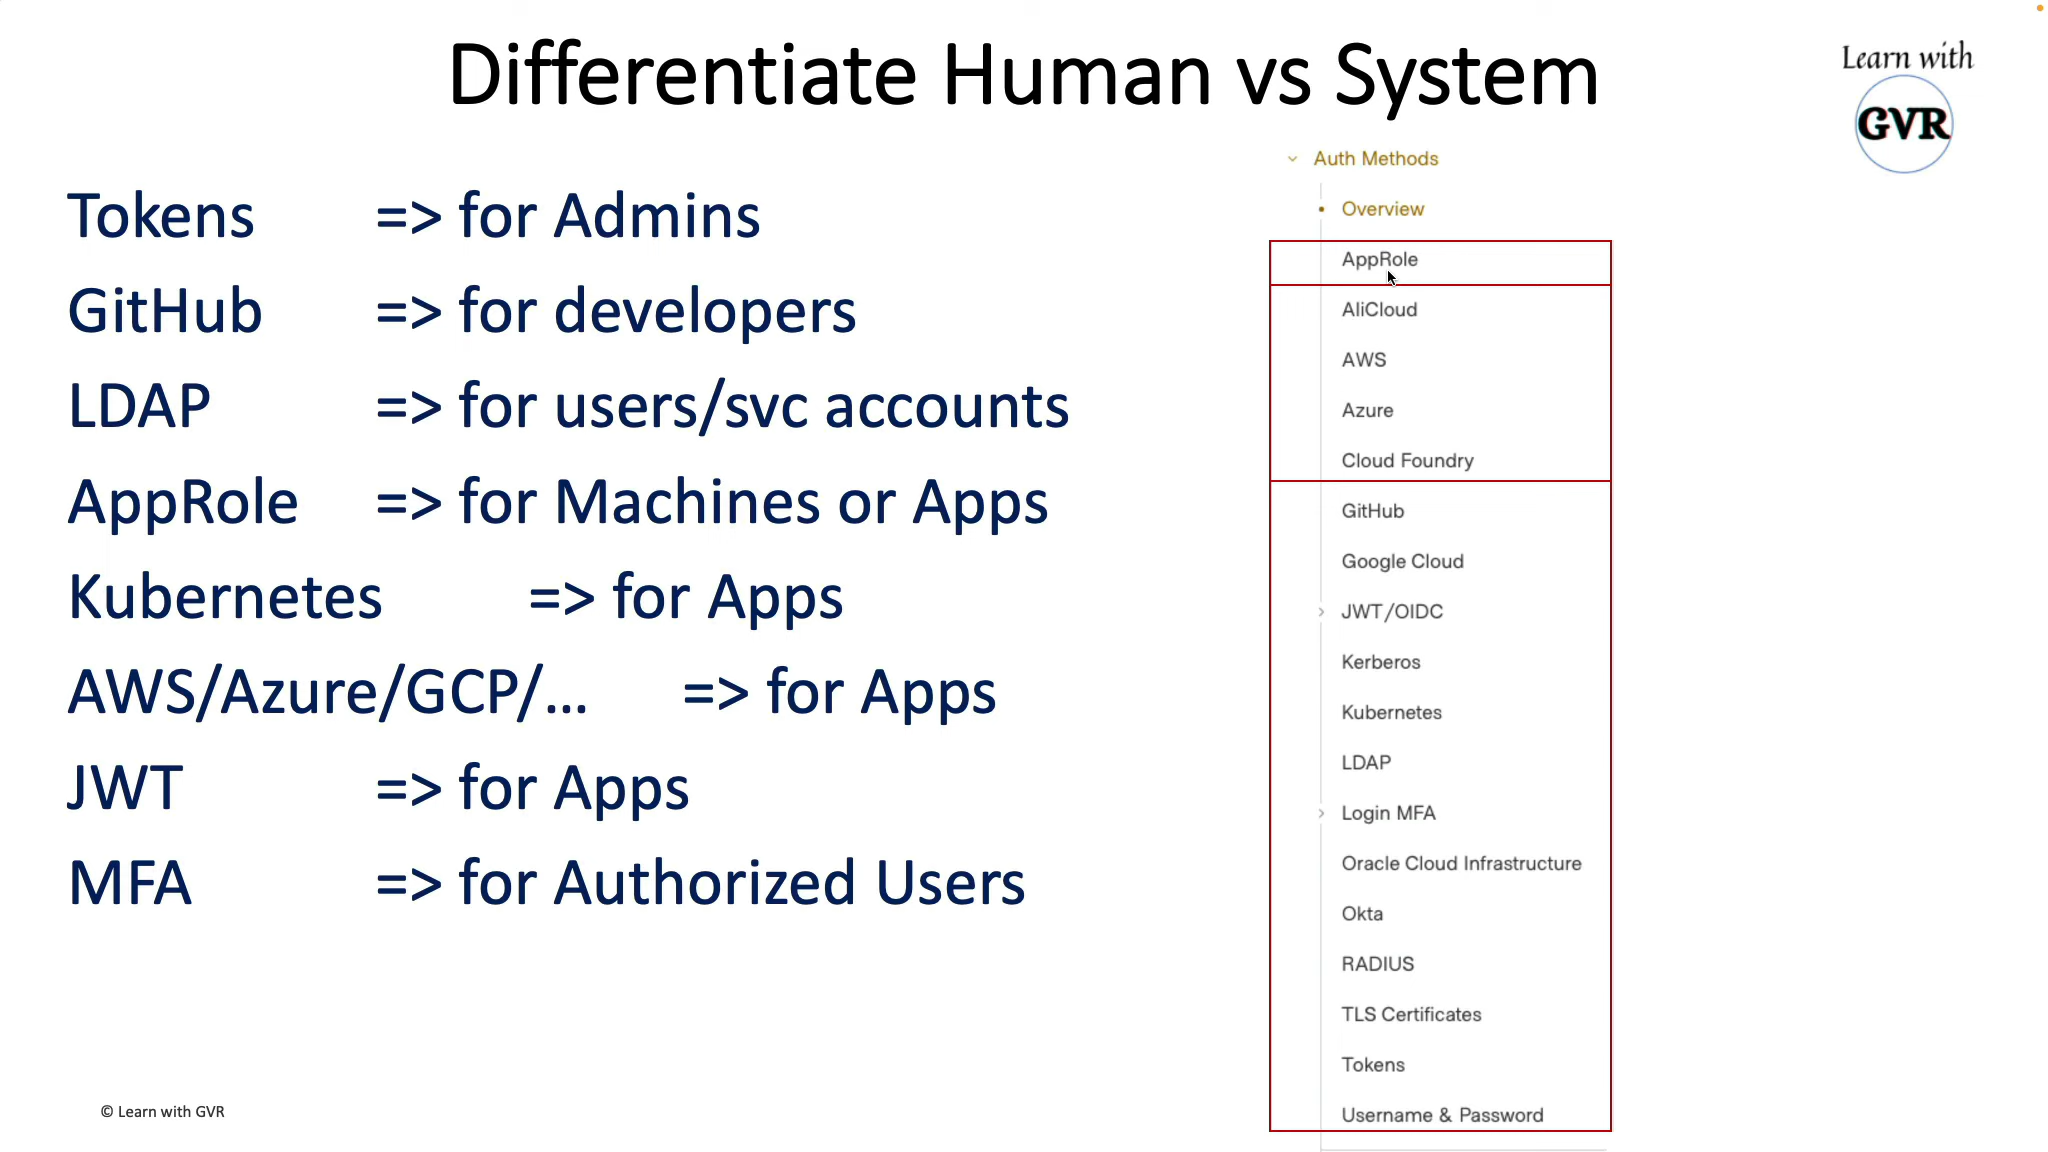 Differentiate Human vs System
Learn with
GVR
Tokens => for Admins
GitHub => for developers
LDAP => for users/svc accounts
AppRole => for Machines or Apps
Kubernetes => for Apps
AWS/Azure/GCP/... => for Apps
JWT => for Apps
MFA => for Authorized Users
Auth Methods
Overview
AppRole
AliCloud
AWS
Azure
Cloud Foundry
GitHub
Google Cloud
JWT/OIDC
Kerberos
Kubernetes
LDAP
Login MFA
Oracle Cloud Infrastructure
Okta
RADIUS
TLS Certificates
Tokens
Username & Password
© Learn with GVR